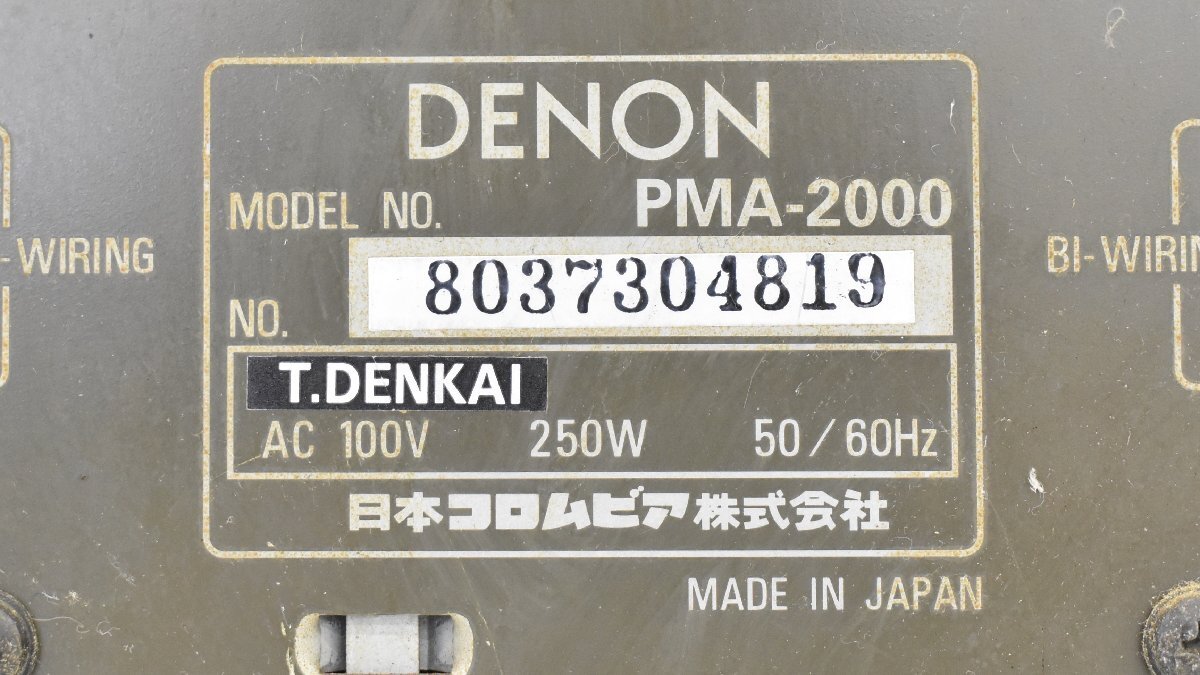 DENON
MODEL NO. PMA-2000
-WIRING
BI-WIRIN
NO. 8037304819
T.DENKAI
AC 100V 250W 50/60Hz
日本コロムビア株式会社
MADE IN JAPAN